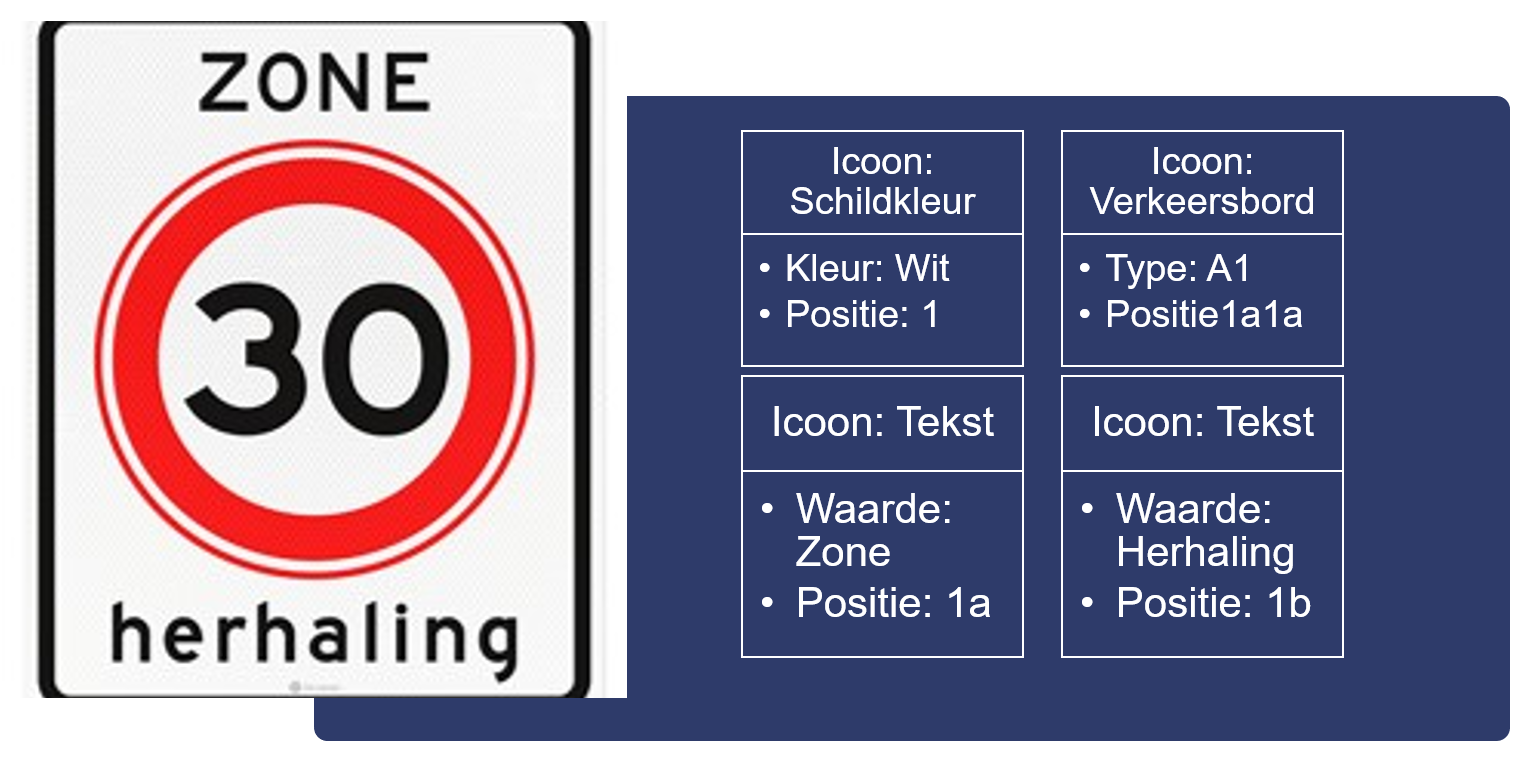 ZONE
30
herhaling
Icoon:
Schildkleur
• Kleur: Wit
• Positie: 1
Icoon:
Verkeersbord
• Type: A1
• Positie1a1a
Icoon: Tekst
• Waarde:
Zone
• Positie: 1a
Icoon: Tekst
• Waarde:
Herhaling
• Positie: 1b